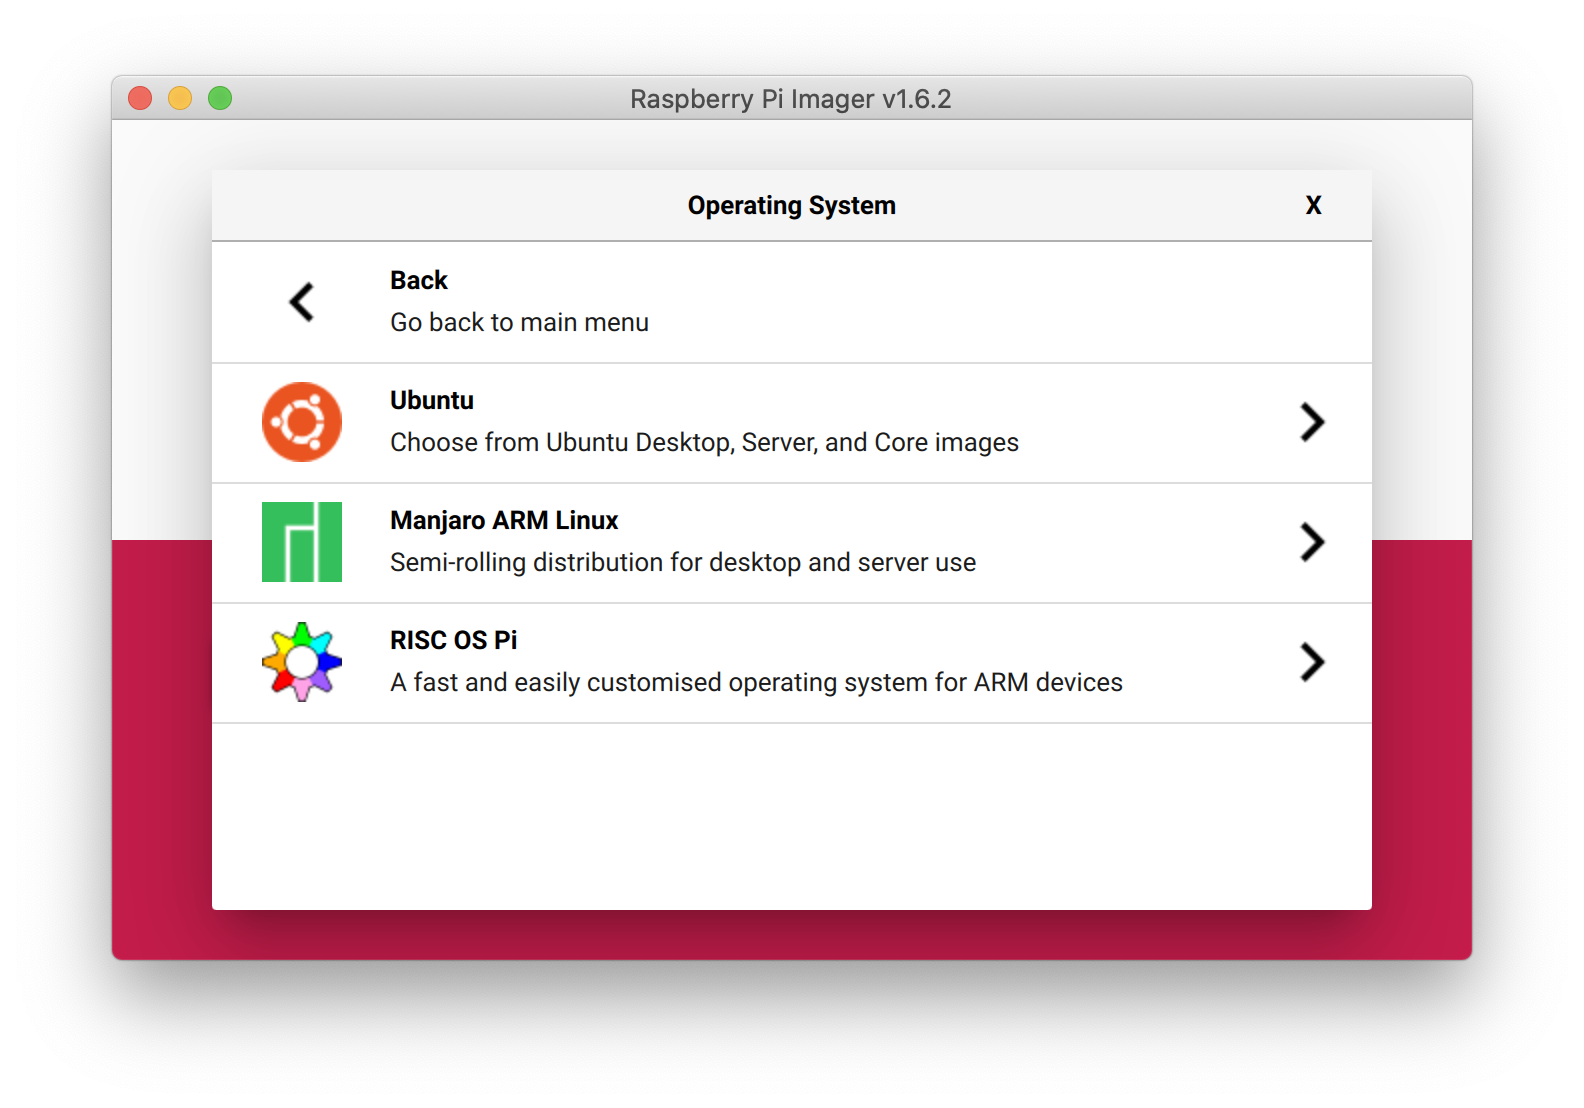 Raspberry Pi Imager v1.6.2
Operating System
X
Back
Go back to main menu
Ubuntu
Choose from Ubuntu Desktop, Server, and Core images
Manjaro ARM Linux
Semi-rolling distribution for desktop and server use
RISC OS Pi
A fast and easily customised operating system for ARM devices